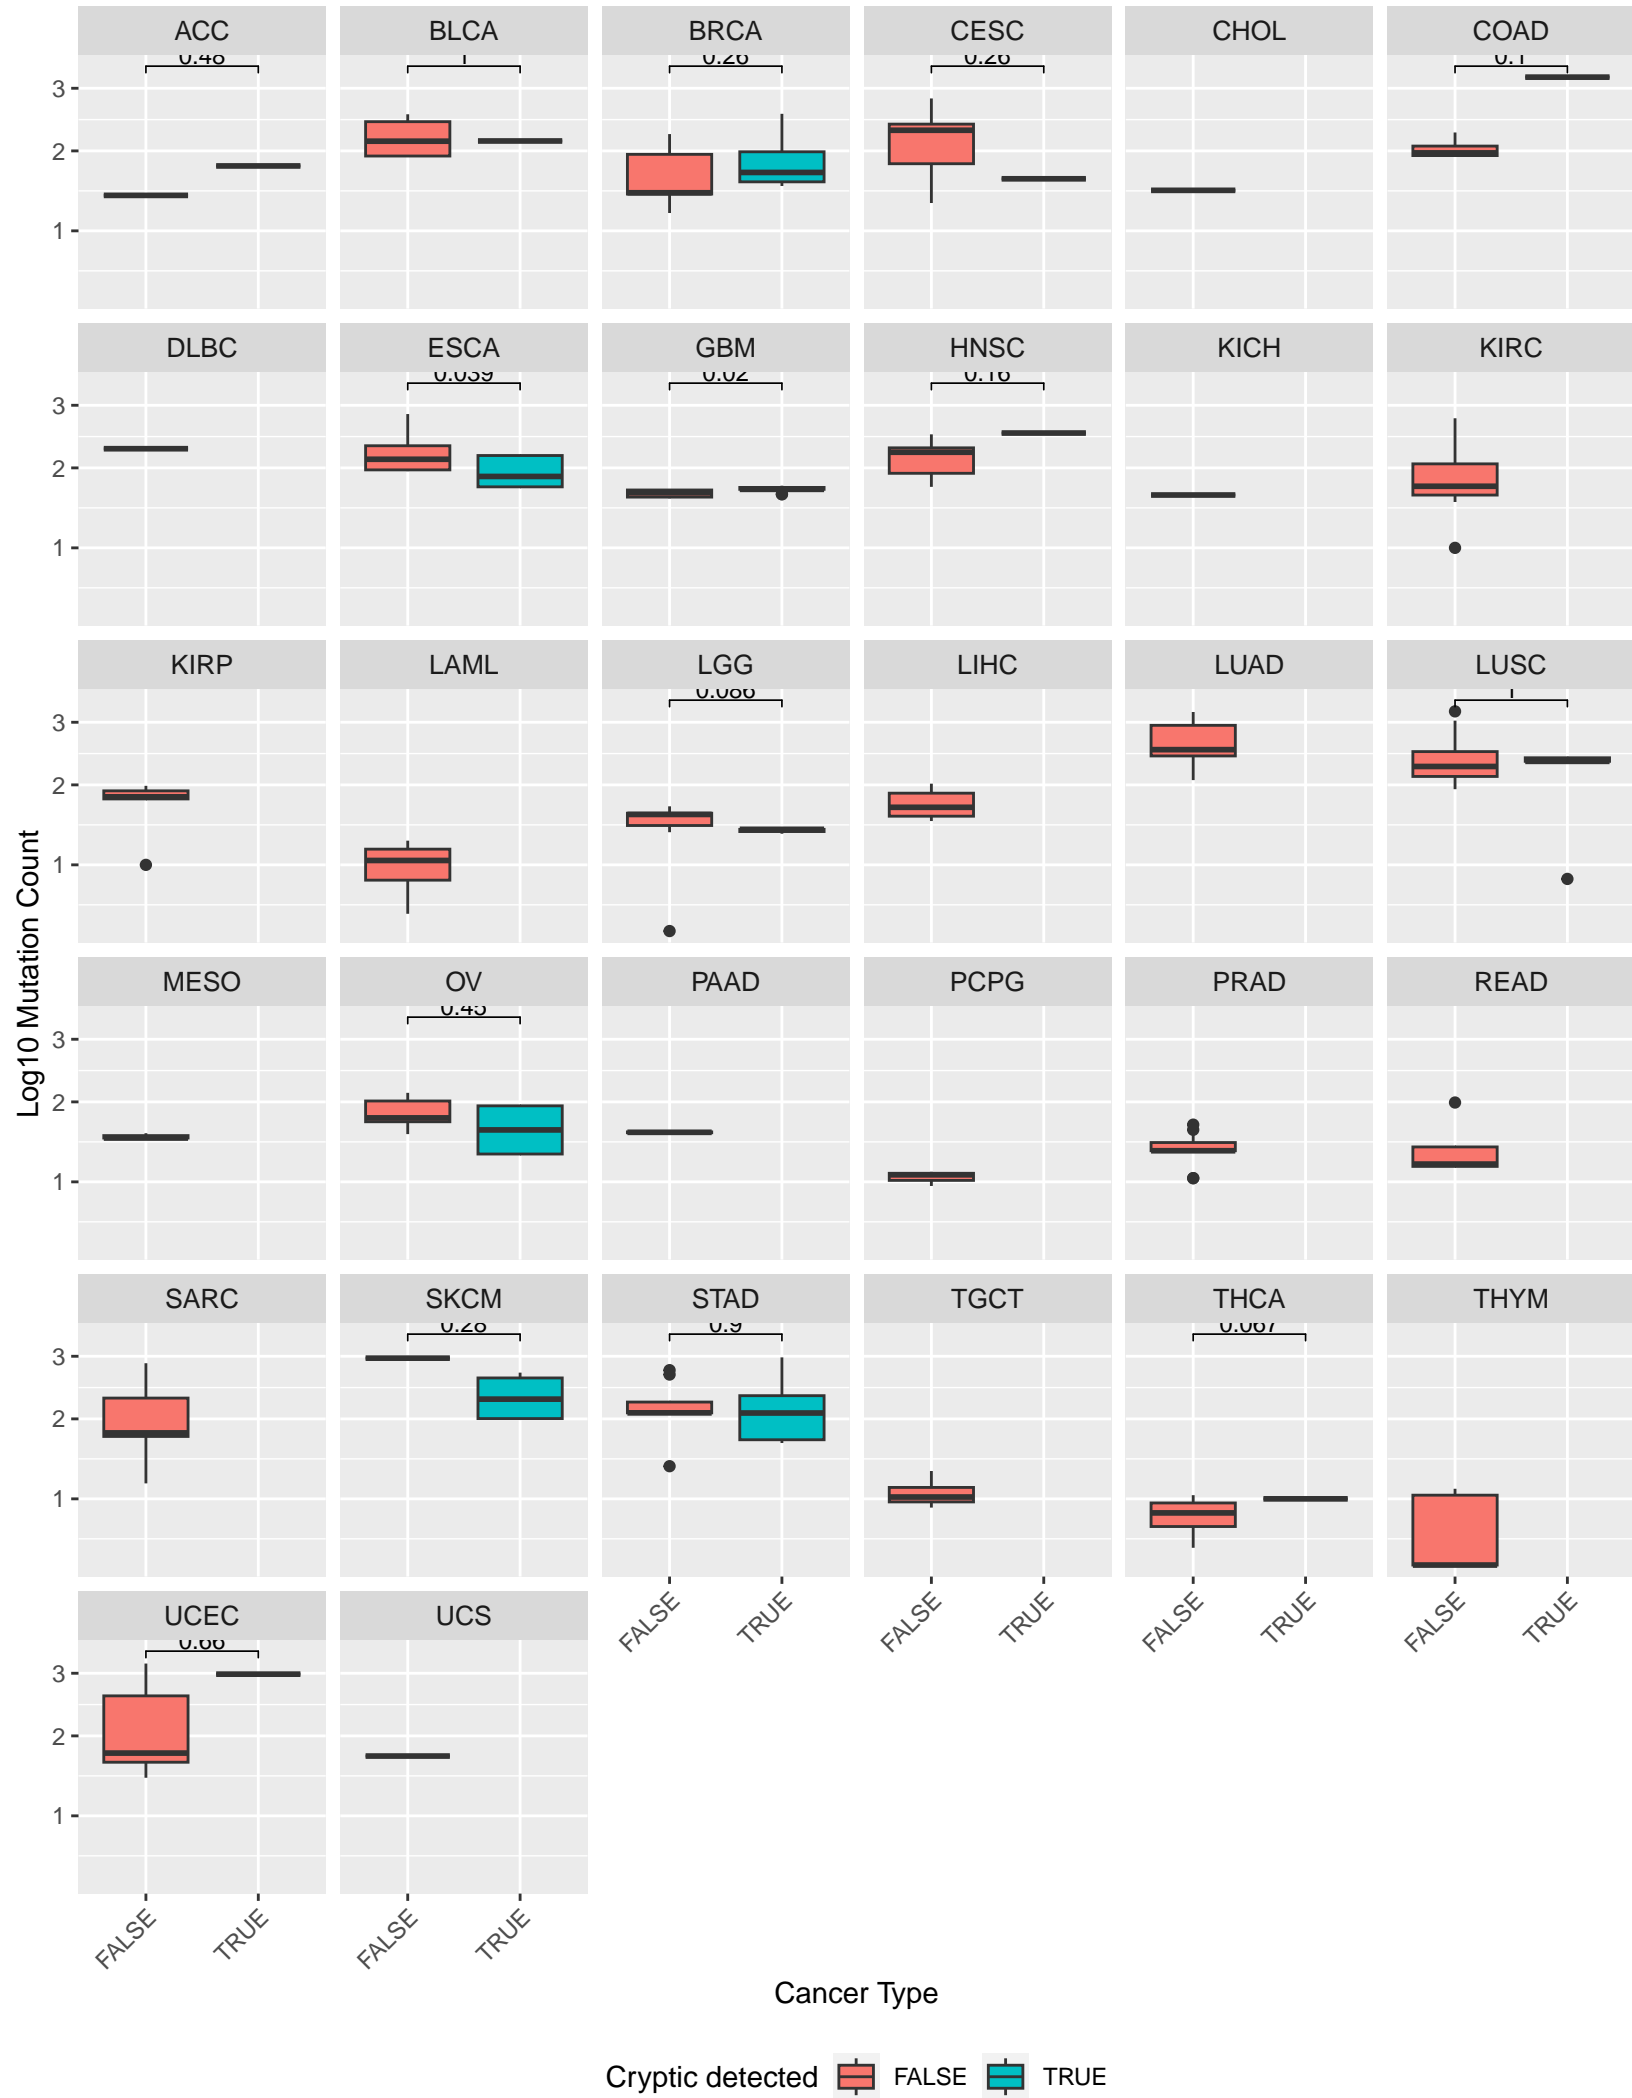 ACC BLCA BRCA CESC CHOL COAD
0.48 1 0.26 0.26 0.1
3
2
1
DLBC ESCA GBM HNSC KICH KIRC
0.039 0.02 0.16
3
2
1
KIRP LAML LGG LIHC LUAD LUSC
0.086 1
3
2
1
Log10 Mutation Count
MESO OV PAAD PCPG PRAD READ
0.45
3
2
1
SARC SKCM STAD TGCT THCA THYM
0.28 0.9 0.067
3
2
1
FALSE TRUE FALSE TRUE FALSE TRUE FALSE TRUE
UCEC UCS
0.66
3
2
1
FALSE TRUE FALSE TRUE
Cancer Type
Cryptic detected FALSE TRUE